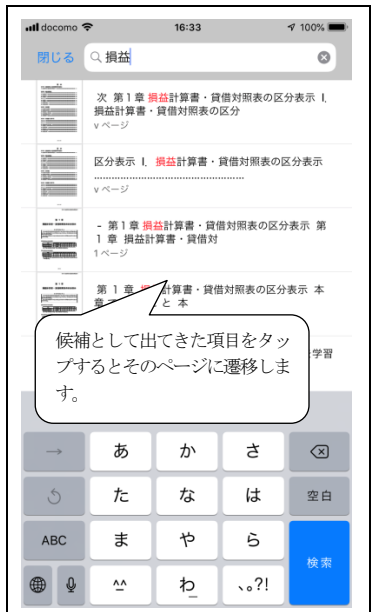 docomo 16:33 100%
閉じる 損益
次 第1章 損益計算書・貸借対照表の区分表示 Ⅰ.
損益計算書・貸借対照表の区分
v ページ
区分表示 Ⅰ. 損益計算書・貸借対照表の区分表示
v ページ
- 第1章 損益計算書・貸借対照表の区分表示 第
1 章 損益計算書・貸借対
1 ページ
第 1 章 計算書・貸借対照表の区分表示 本
章 と 本
学習
候補として出てきた項目をタッ
プするとそのページに遷移しま
す。
→ あ か さ
た な は 空白
ABC ま や ら
^^ わ 、。?! 検索